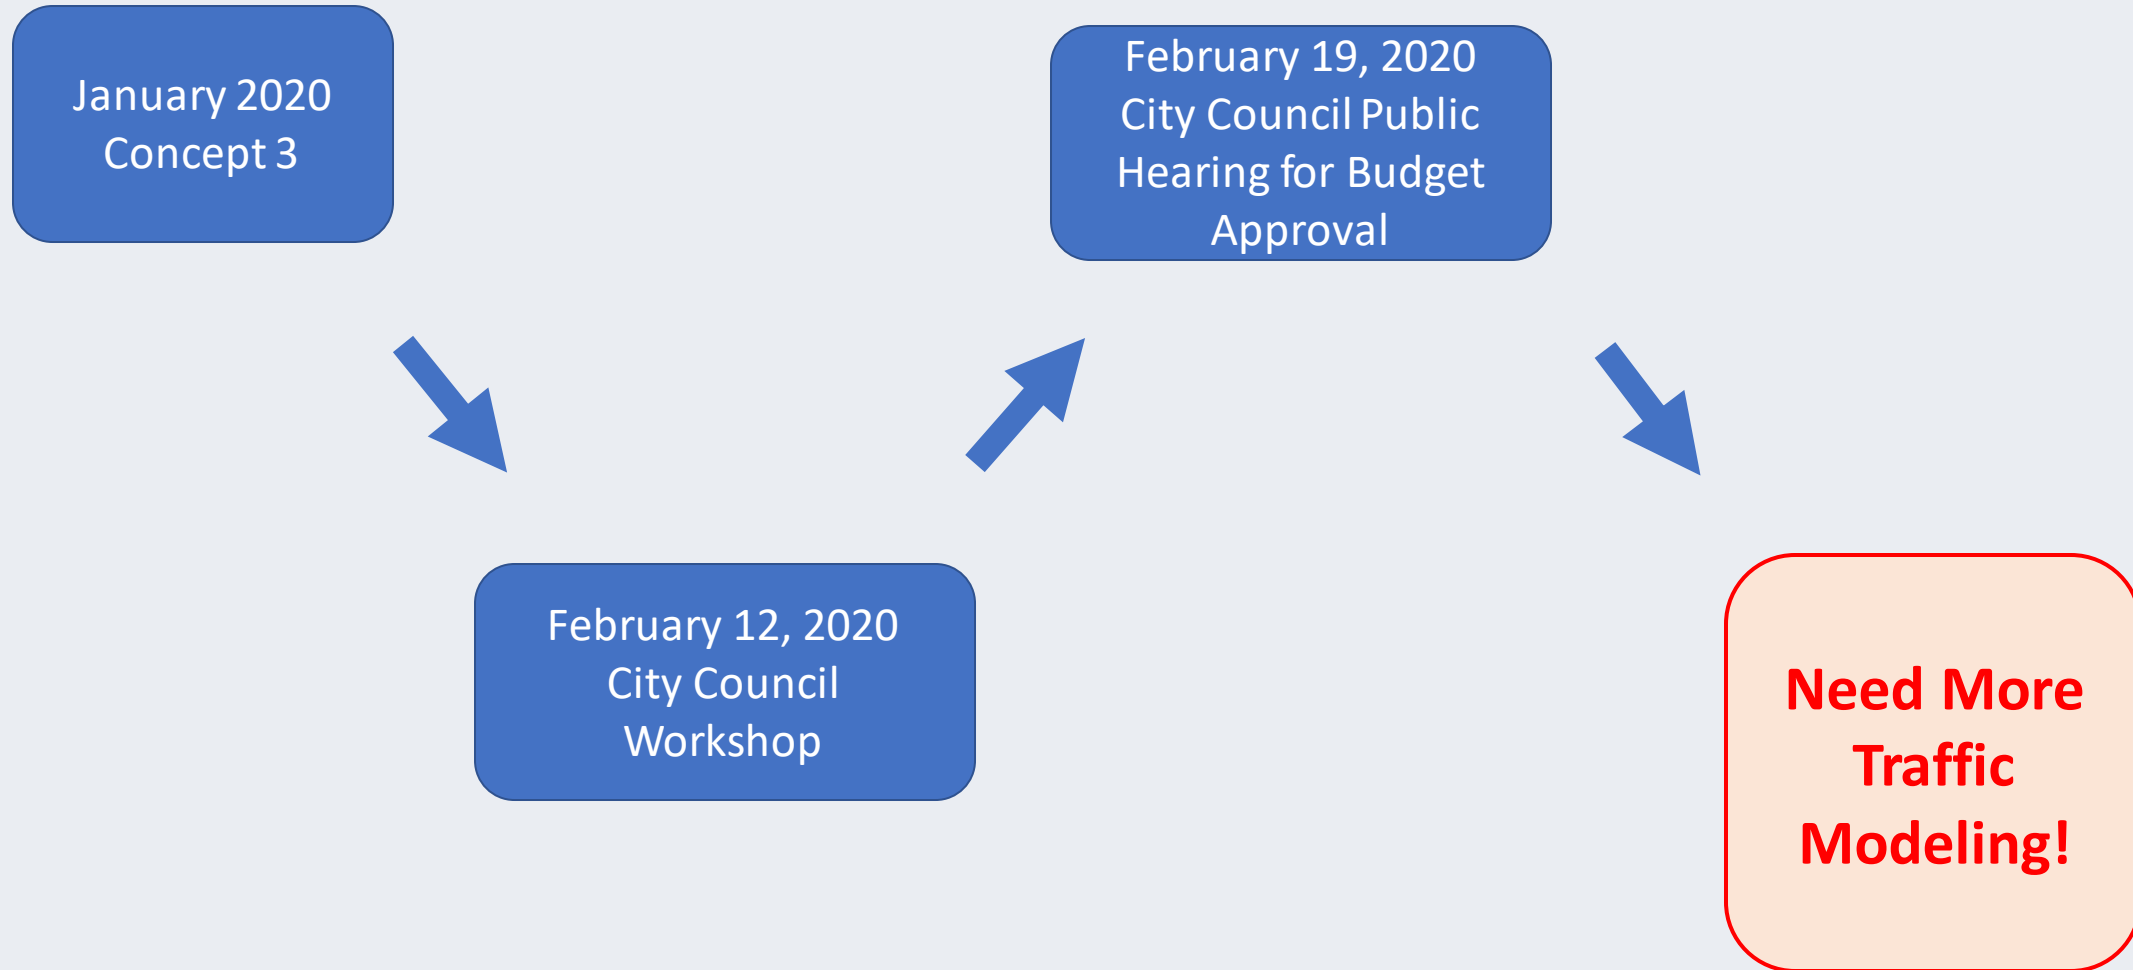 January 2020
Concept 3
February 12, 2020
City Council
Workshop
February 19, 2020
City Council Public
Hearing for Budget
Approval
Need More
Traffic
Modeling!